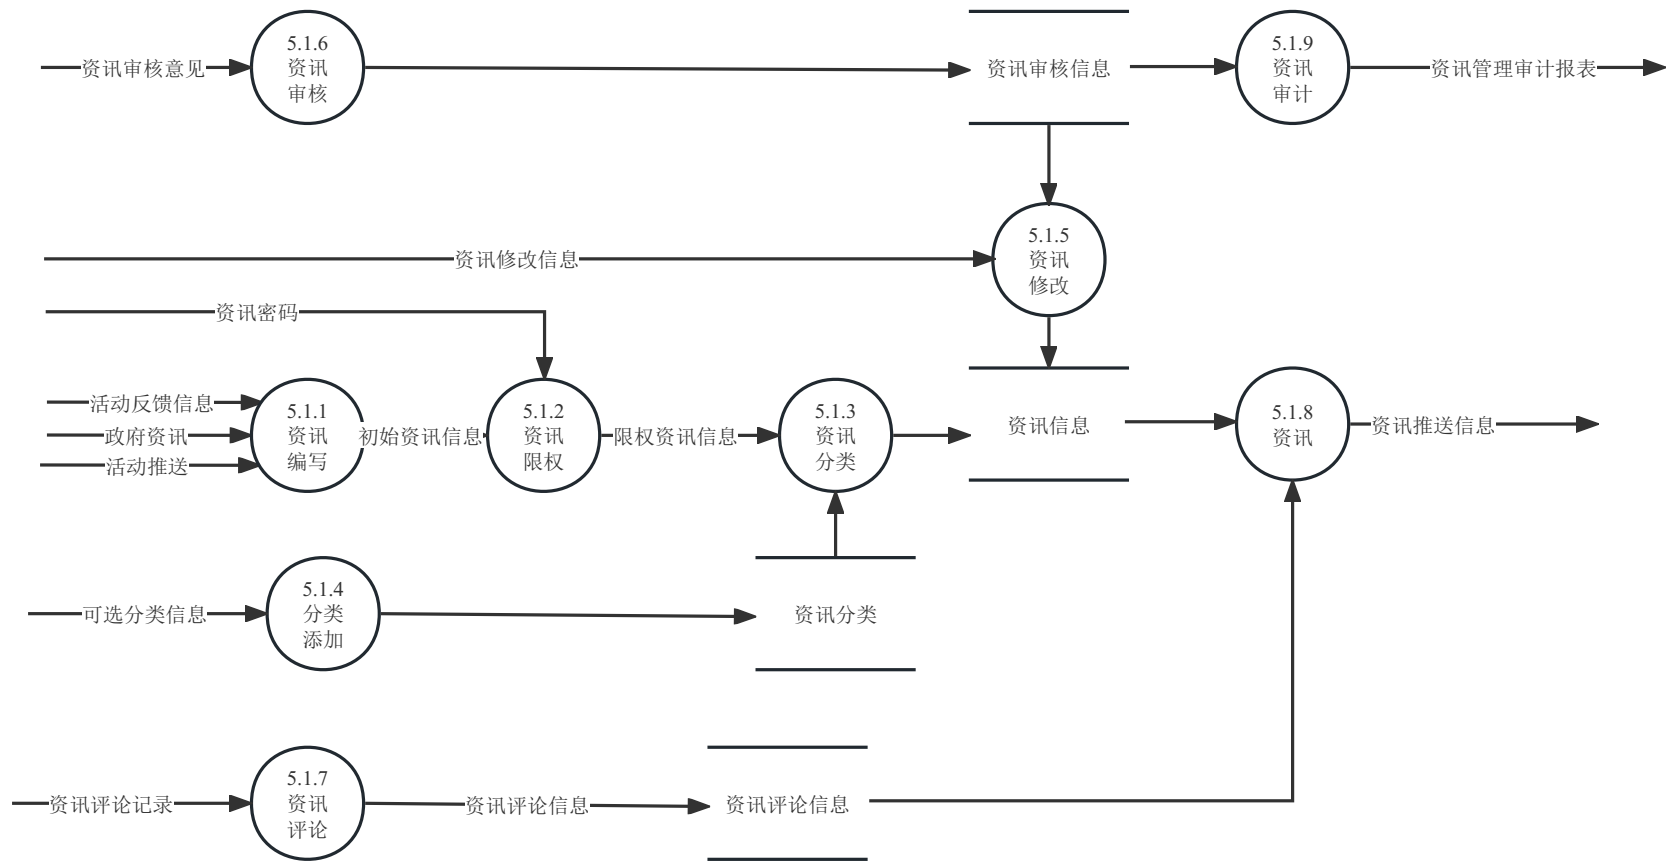 资讯审核意见
5.1.6
资讯
审核
资讯审核信息
5.1.9
资讯
审计
资讯管理审计报表
资讯修改信息
5.1.5
资讯
修改
资讯密码
活动反馈信息
政府资讯
活动推送
5.1.1
资讯
编写
初始资讯信息
5.1.2
资讯
限权
限权资讯信息
5.1.3
资讯
分类
资讯信息
5.1.8
资讯
资讯推送信息
可选分类信息
5.1.4
分类
添加
资讯分类
资讯评论记录
5.1.7
资讯
评论
资讯评论信息
资讯评论信息